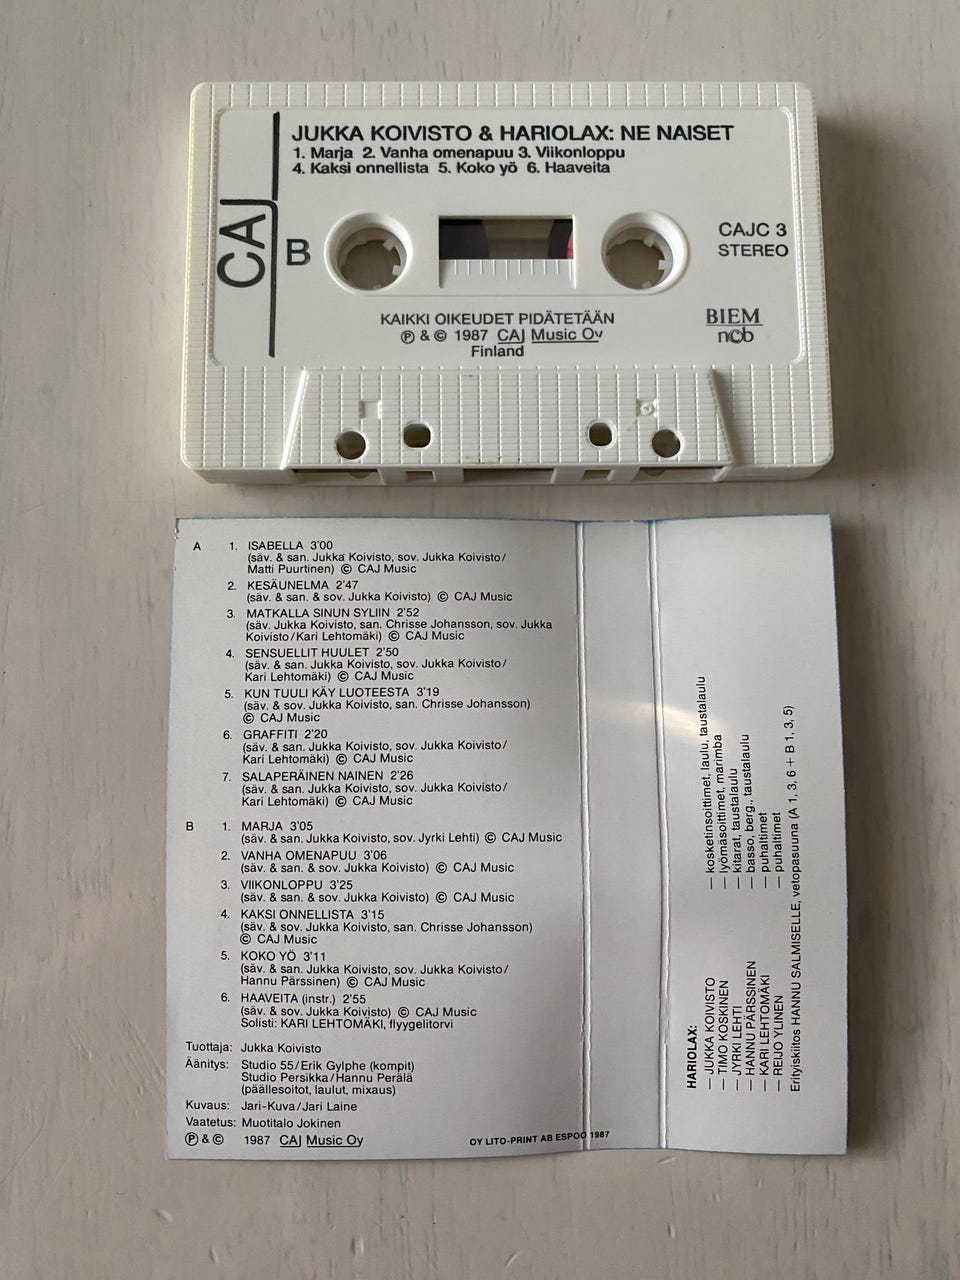 JUKKA KOIVISTO & HARIOLAX: NE NAISET
1. Marja 2. Vanha omenapuu 3. Viikonloppu
4. Kaksi onnellista 5. Koko yö 6. Haaveita
CAJ
B
CAJC 3
STEREO
KAIKKI OIKEUDET PIDÄTETÄÄN
Ⓟ & © 1987 CAJ Music Oy
Finland
BIEM
ncb
A 1. ISABELLA 3'00
(säv. & san. Jukka Koivisto, sov. Jukka Koivisto/
Matti Puurtinen) © CAJ Music
2. KESÄUNELMA 2'47
(säv. & san. & sov. Jukka Koivisto) © CAJ Music
3. MATKALLA SINUN SYLIIN 2'52
(säv. Jukka Koivisto, san. Chrisse Johansson, sov. Jukka
Koivisto/Kari Lehtomäki) © CAJ Music
4. SENSUELLIT HUULET 2'50
(säv. & san. Jukka Koivisto, sov. Jukka Koivisto/
Kari Lehtomäki) © CAJ Music
5. KUN TUULI KÄY LUOTEESTA 3'19
(säv. & sov. Jukka Koivisto, san. Chrisse Johansson)
© CAJ Music
6. GRAFFITI 2'20
(säv. & san. Jukka Koivisto, sov. Jukka Koivisto/
Kari Lehtomäki) © CAJ Music
7. SALAPERÄINEN NAINEN 2'26
(säv. & san. Jukka Koivisto, sov. Jukka Koivisto/
Kari Lehtomäki) © CAJ Music
B 1. MARJA 3'05
(säv. & san. Jukka Koivisto, sov. Jyrki Lehti) © CAJ Music
2. VANHA OMENAPUU 3'06
(säv. & san. & sov. Jukka Koivisto) © CAJ Music
3. VIIKONLOPPU 3'25
(säv. & san. & sov. Jukka Koivisto) © CAJ Music
4. KAKSI ONNELLISTA 3'15
(säv. & sov. Jukka Koivisto, san. Chrisse Johansson)
© CAJ Music
5. KOKO YÖ 3'11
(säv. & san. Jukka Koivisto, sov. Jukka Koivisto/
Hannu Pärssinen) © CAJ Music
6. HAAVEITA (instr.) 2'55
(säv. & sov. Jukka Koivisto) © CAJ Music
Solisti: KARI LEHTOMÄKI, flyygelitorvi
Tuottaja: Jukka Koivisto
Äänitys: Studio 55/Erik Gylphe (kompit)
Studio Persikka/Hannu Perälä
(päällesoitot, laulut, mixaus)
Kuvaus: Jari-Kuva/Jari Laine
Vaatetus: Muotitalo Jokinen
Ⓟ & © 1987 CAJ Music Oy
OY LITO-PRINT AB ESPOO 1987
HARIOLAX:
— JUKKA KOIVISTO — kosketinsoittimet, laulu, taustalaulu
— TIMO KOSKINEN — lyömäsoittimet, marimba
— JYRKI LEHTI — kitarat, taustalaulu
— HANNU PÄRSSINEN — basso, berg., taustalaulu
— KARI LEHTOMÄKI — puhaltimet
— REIJO YLINEN — puhaltimet
Erityiskiitos HANNU SALMISELLE, vetopasuuna (A 1, 3, 6 + B 1, 3, 5)